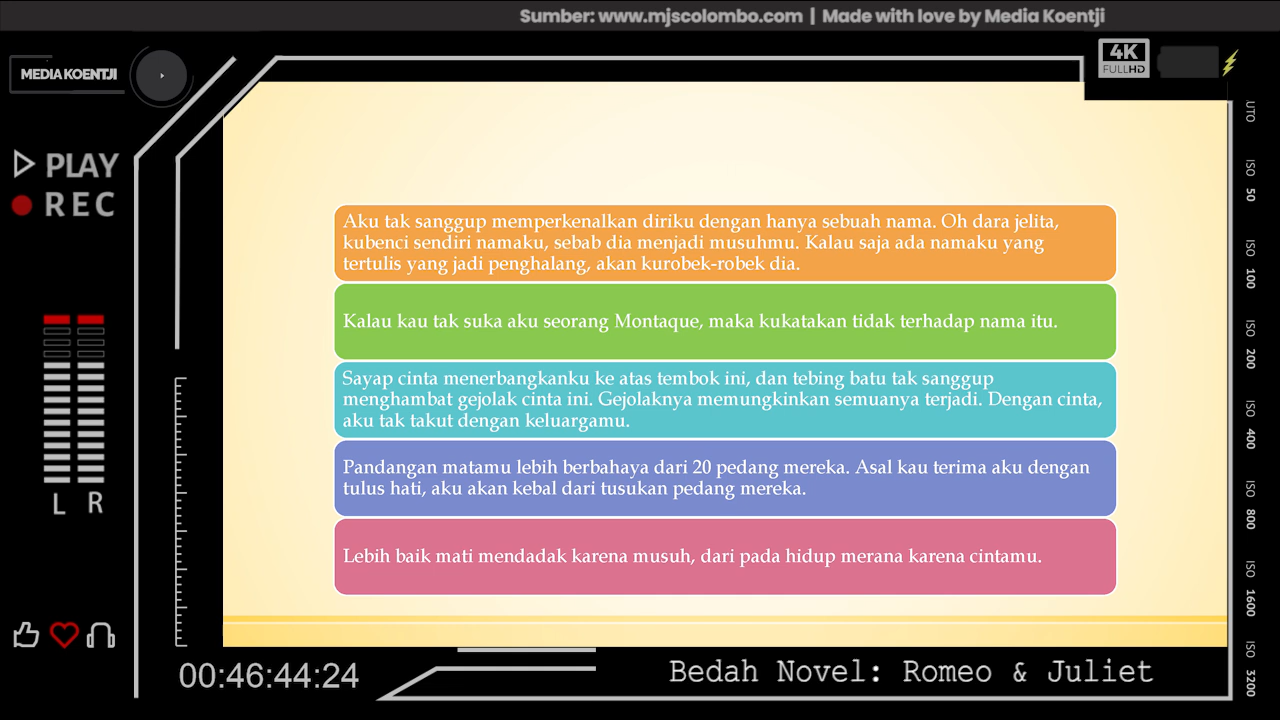 Sumber: www.mjscolombo.com | Made with love by Media Koentji
MEDIA KOENTJI
4K
FULLHD
PLAY
REC
Aku tak sanggup memperkenalkan diriku dengan hanya sebuah nama. Oh dara jelita,
kubenci sendiri namaku, sebab dia menjadi musuhmu. Kalau saja ada namaku yang
tertulis yang jadi penghalang, akan kurobek-robek dia.
Kalau kau tak suka aku seorang Montaque, maka kukatakan tidak terhadap nama itu.
Sayap cinta menerbangkanku ke atas tembok ini, dan tebing batu tak sanggup
menghambat gejolak cinta ini. Gejolaknya memungkinkan semuanya terjadi. Dengan cinta,
aku tak takut dengan keluargamu.
Pandangan matamu lebih berbahaya dari 20 pedang mereka. Asal kau terima aku dengan
tulus hati, aku akan kebal dari tusukan pedang mereka.
Lebih baik mati mendadak karena musuh, dari pada hidup merana karena cintamu.
L R
00:46:44:24
Bedah Novel: Romeo & Juliet
UTO
ISO 50
ISO 100
ISO 200
ISO 400
ISO 800
ISO 1600
ISO 3200